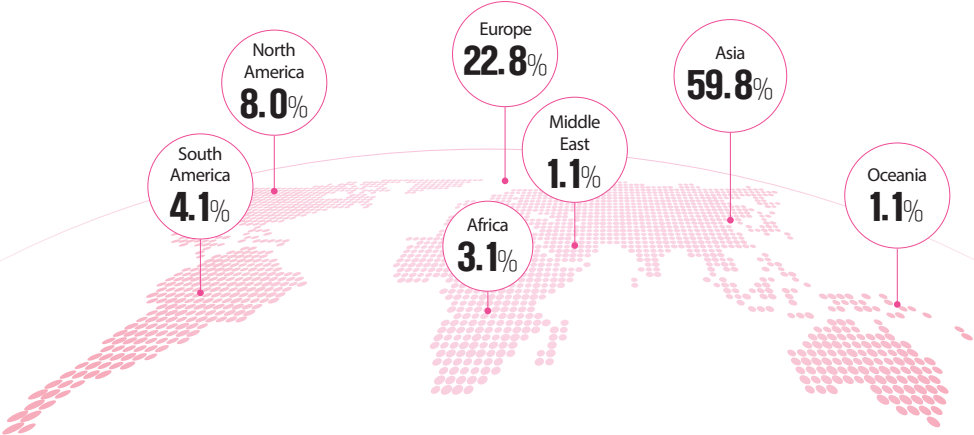 North
America
8.0%
South
America
4.1%
Europe
22.8%
Middle
East
1.1%
Africa
3.1%
Asia
59.8%
Oceania
1.1%